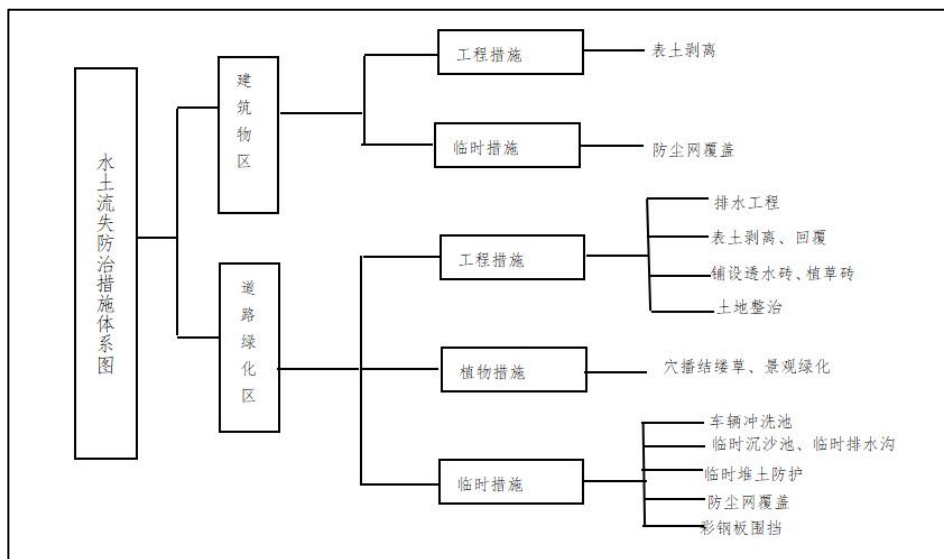 水土流失防治措施体系图
建筑物区
工程措施
表土剥离
临时措施
防尘网覆盖
道路绿化区
工程措施
排水工程
表土剥离、回覆
铺设透水砖、植草砖
土地整治
植物措施
穴播结缕草、景观绿化
临时措施
车辆冲洗池
临时沉沙池、临时排水沟
临时堆土防护
防尘网覆盖
彩钢板围挡